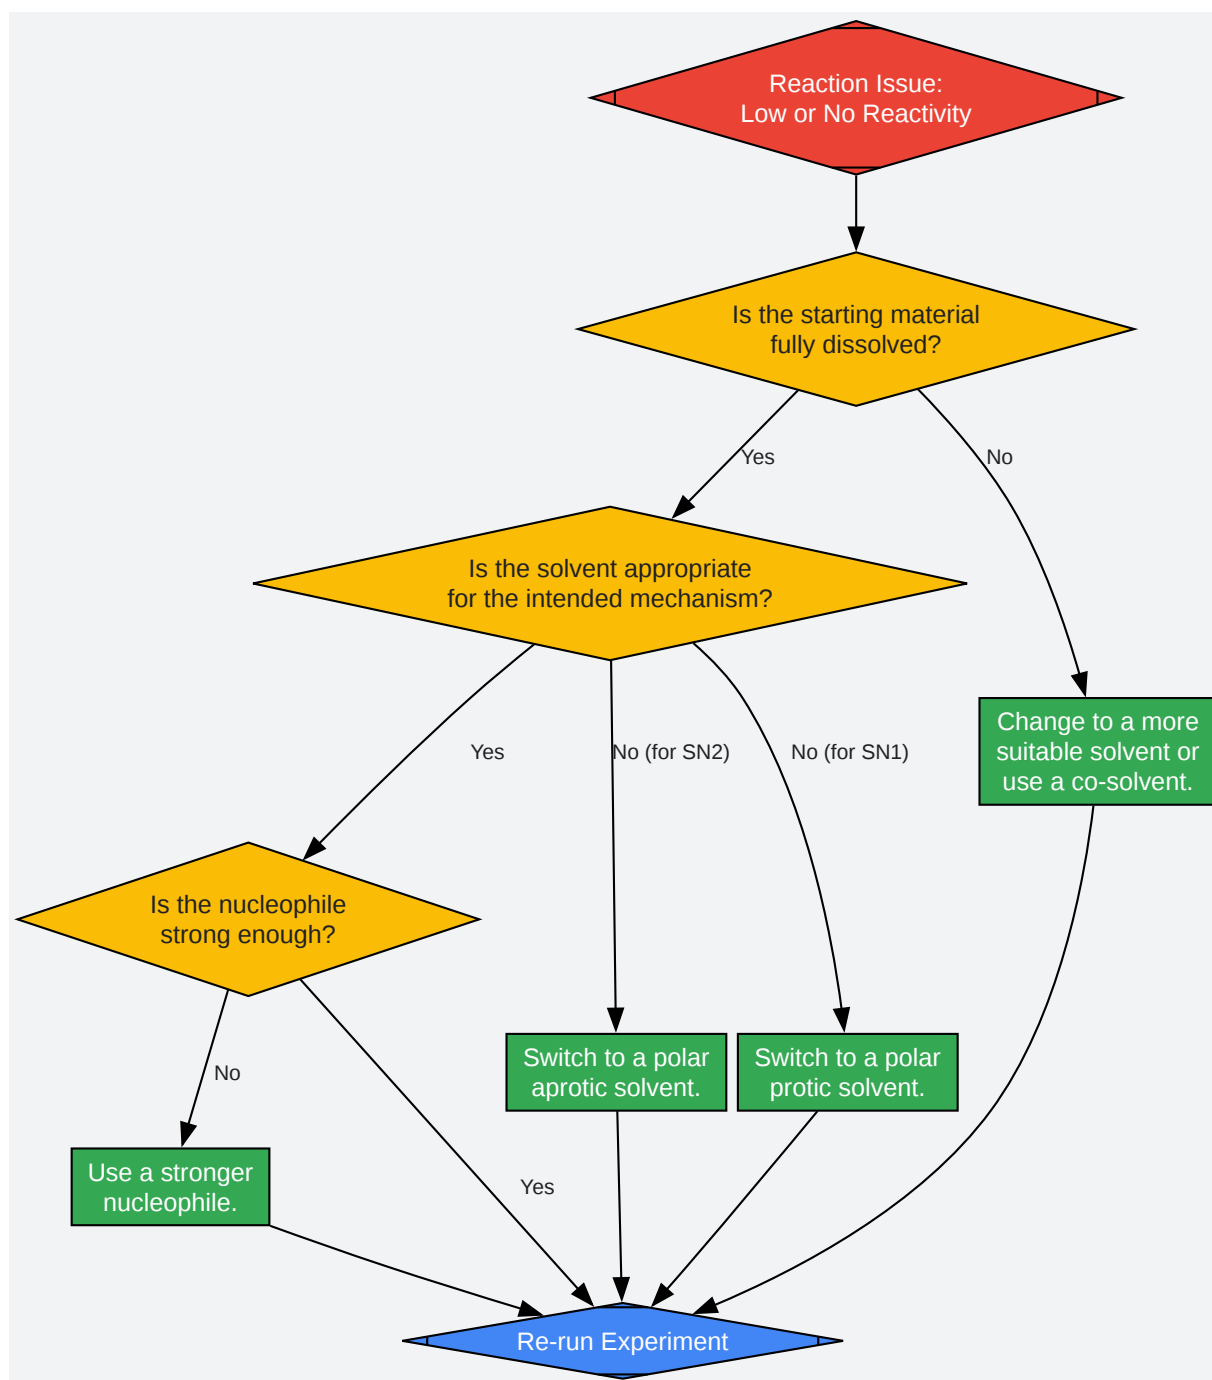 Reaction Issue:
Low or No Reactivity
Is the starting material
fully dissolved?
Yes
No
Is the solvent appropriate
for the intended mechanism?
Yes
No (for SN2)
No (for SN1)
Change to a more
suitable solvent or
use a co-solvent.
Is the nucleophile
strong enough?
No
Switch to a polar
aprotic solvent.
Switch to a polar
protic solvent.
Use a stronger
nucleophile.
Yes
Re-run Experiment